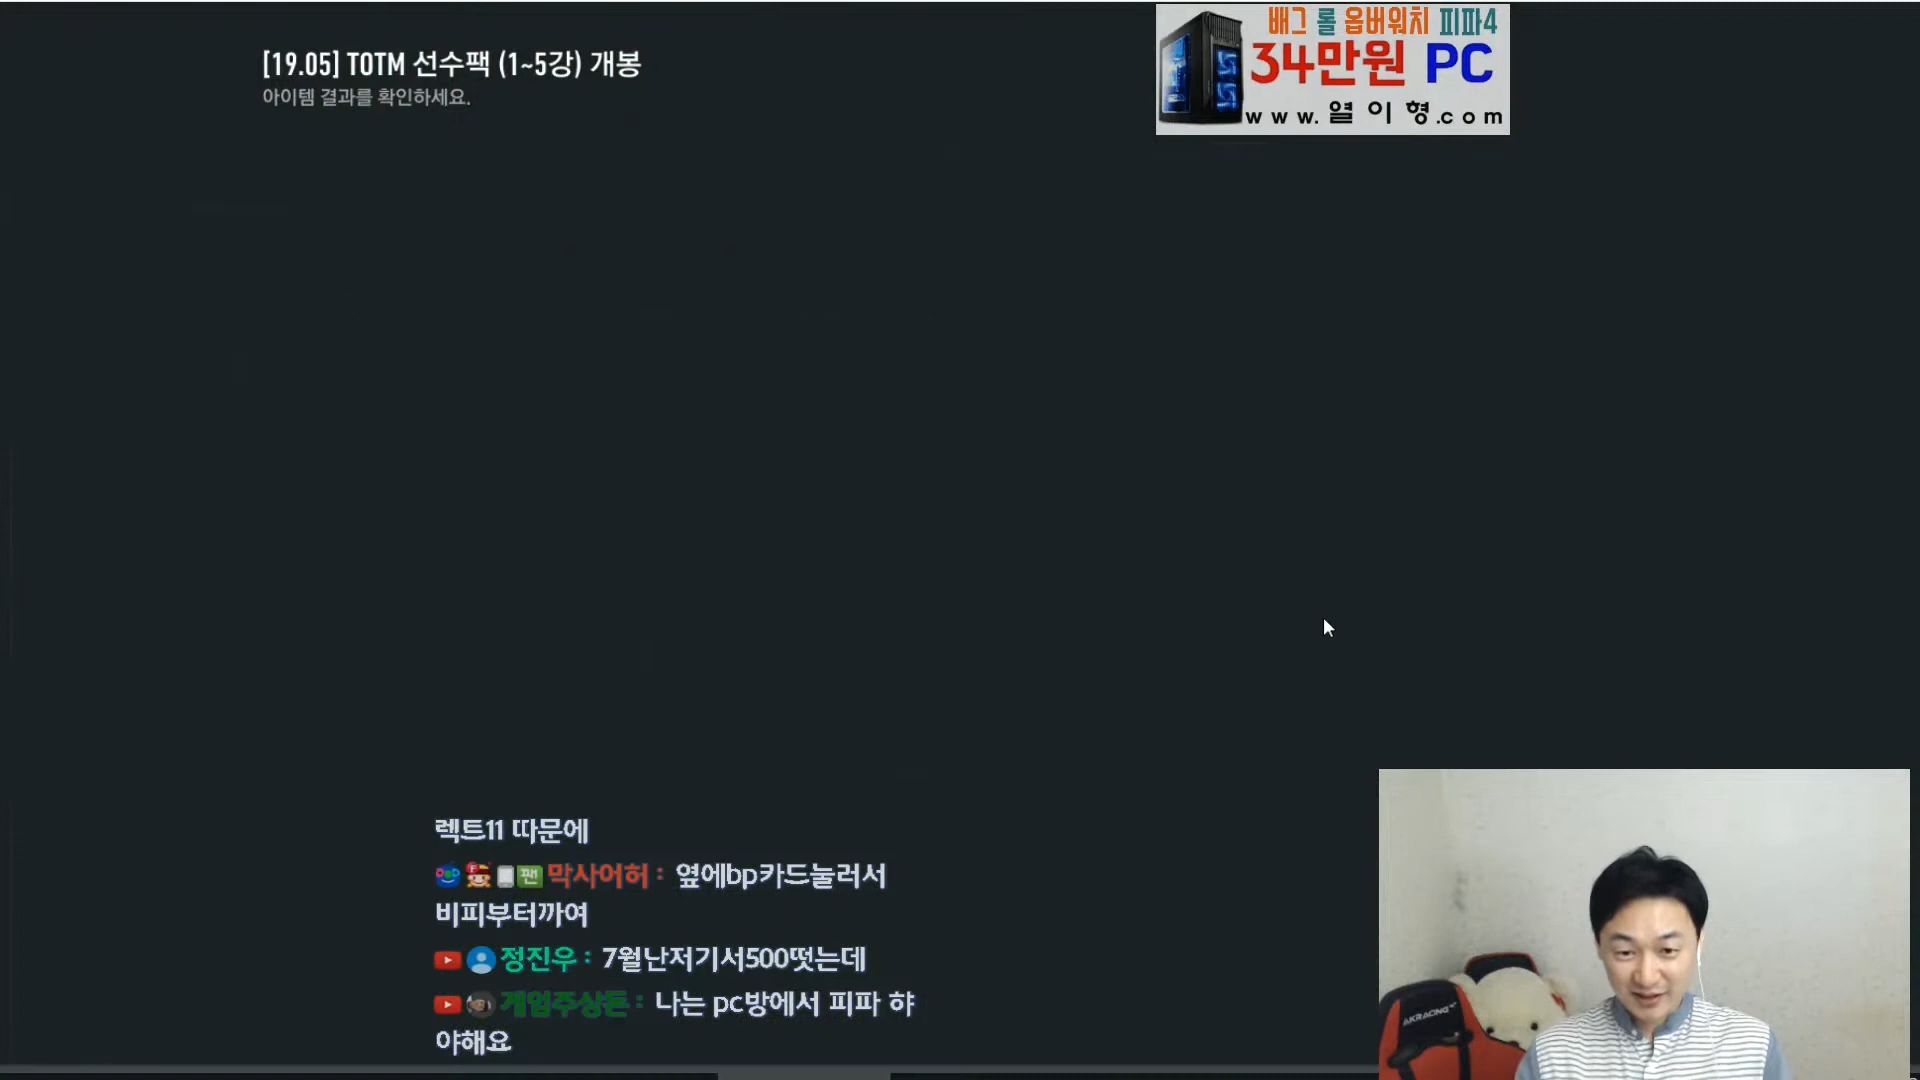 [19.05] TOTM 선수팩 (1~5강) 개봉
아이템 결과를 확인하세요.
배그 롤 옵버워치 피파4
34만원 PC
www.열이형.com
렉트11 따문에
팬 막사어허 : 옆에bp카드눌러서
비피부터까여
정진우 : 7월난저기서500떳는데
게임주상돈 : 나는 pc방에서 피파 햐
야해요
AKRACING